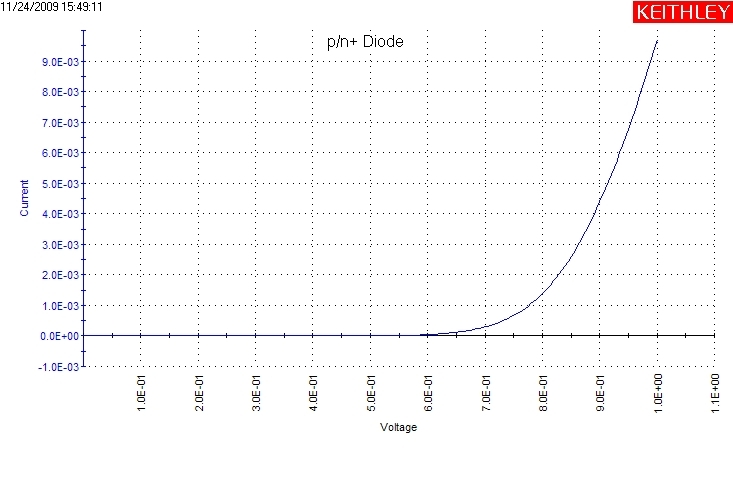 11/24/2009 15:49:11
KEITHLEY
p/n+ Diode
9.0E-03
8.0E-03
7.0E-03
6.0E-03
5.0E-03
4.0E-03
3.0E-03
2.0E-03
1.0E-03
0.0E+00
-1.0E-03
Current
1.0E-01
2.0E-01
3.0E-01
4.0E-01
5.0E-01
6.0E-01
7.0E-01
8.0E-01
9.0E-01
1.0E+00
1.1E+00
Voltage